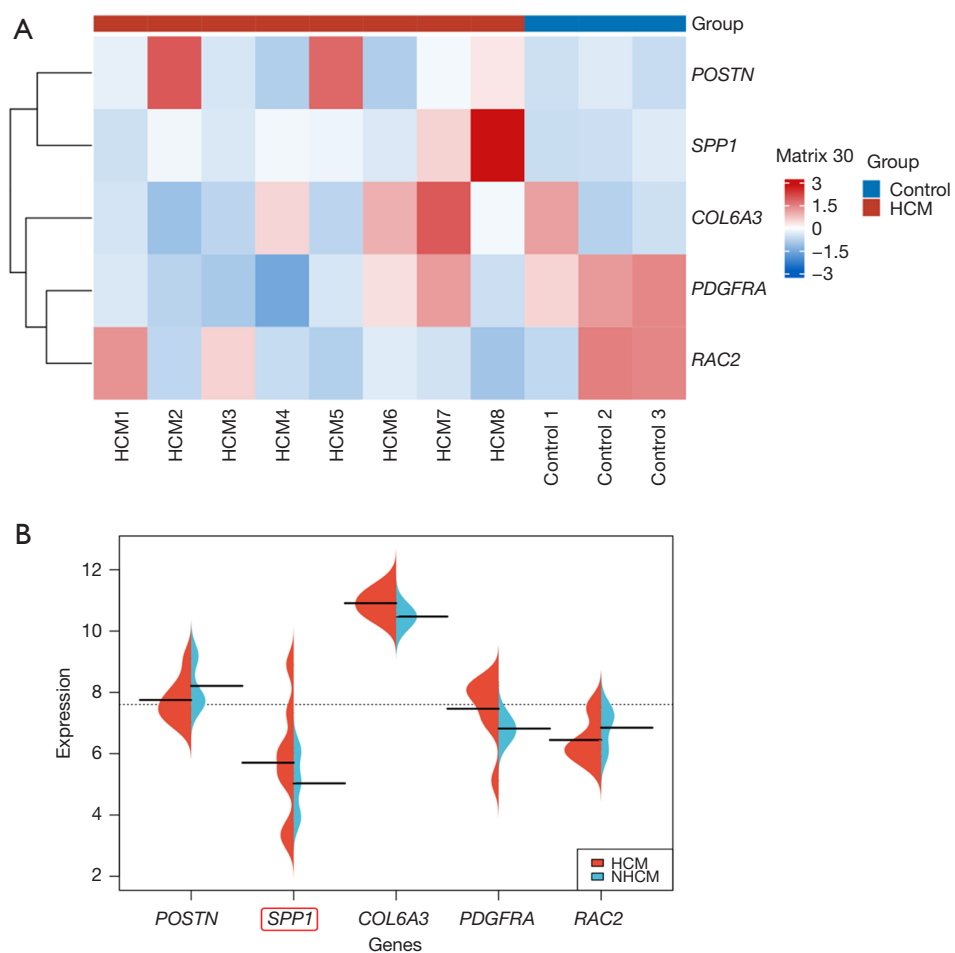 A
Group
POSTN
SPP1
COL6A3
PDGFRA
RAC2
Matrix 30
3
1.5
0
−1.5
−3
Group
Control
HCM
HCM1
HCM2
HCM3
HCM4
HCM5
HCM6
HCM7
HCM8
Control 1
Control 2
Control 3
B
Expression
12
10
8
6
4
2
HCM
NHCM
POSTN
SPP1
COL6A3
PDGFRA
RAC2
Genes